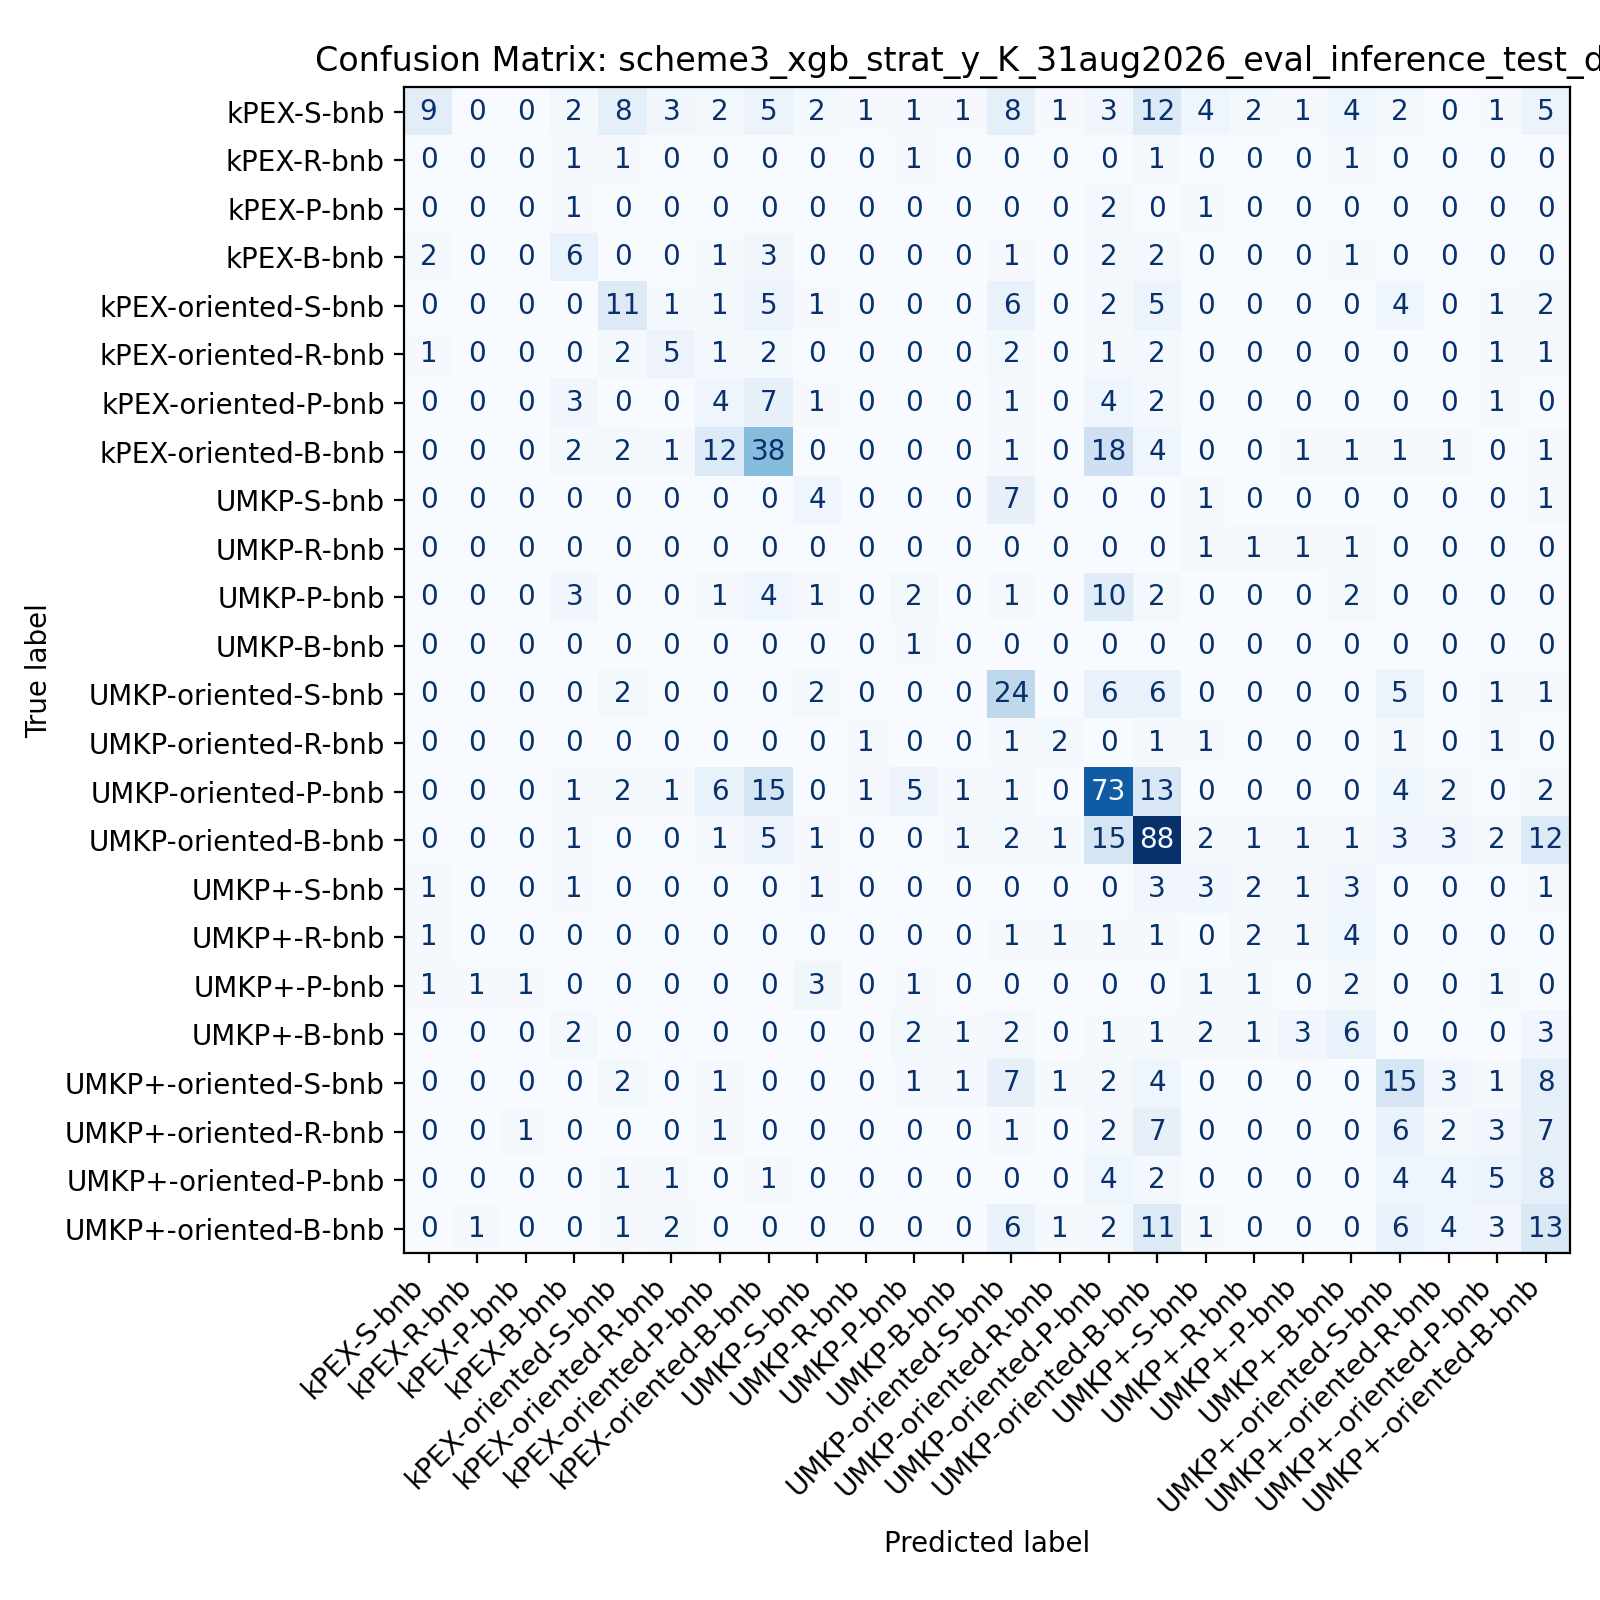 Confusion Matrix: scheme3_xgb_strat_y_K_31aug2026_eval_inference_test_d
kPEX-S-bnb 9 0 0 2 8 3 2 5 2 1 1 1 8 1 3 12 4 2 1 4 2 0 1 5
kPEX-R-bnb 0 0 0 1 1 0 0 0 0 0 1 0 0 0 0 1 0 0 0 1 0 0 0 0
kPEX-P-bnb 0 0 0 1 0 0 0 0 0 0 0 0 0 0 2 0 1 0 0 0 0 0 0 0
kPEX-B-bnb 2 0 0 6 0 0 1 3 0 0 0 0 1 0 2 2 0 0 0 1 0 0 0 0
kPEX-oriented-S-bnb 0 0 0 0 11 1 1 5 1 0 0 0 6 0 2 5 0 0 0 0 4 0 1 2
kPEX-oriented-R-bnb 1 0 0 0 2 5 1 2 0 0 0 0 2 0 1 2 0 0 0 0 0 0 1 1
kPEX-oriented-P-bnb 0 0 0 3 0 0 4 7 1 0 0 0 1 0 4 2 0 0 0 0 0 0 1 0
kPEX-oriented-B-bnb 0 0 0 2 2 1 12 38 0 0 0 0 1 0 18 4 0 0 1 1 1 1 0 1
UMKP-S-bnb 0 0 0 0 0 0 0 0 4 0 0 0 7 0 0 0 1 0 0 0 0 0 0 1
UMKP-R-bnb 0 0 0 0 0 0 0 0 0 0 0 0 0 0 0 0 1 1 1 1 0 0 0 0
UMKP-P-bnb 0 0 0 3 0 0 1 4 1 0 2 0 1 0 10 2 0 0 0 2 0 0 0 0
UMKP-B-bnb 0 0 0 0 0 0 0 0 0 0 1 0 0 0 0 0 0 0 0 0 0 0 0 0
UMKP-oriented-S-bnb 0 0 0 0 2 0 0 0 2 0 0 0 24 0 6 6 0 0 0 0 5 0 1 1
UMKP-oriented-R-bnb 0 0 0 0 0 0 0 0 0 1 0 0 1 2 0 1 1 0 0 0 1 0 1 0
UMKP-oriented-P-bnb 0 0 0 1 2 1 6 15 0 1 5 1 1 0 73 13 0 0 0 0 4 2 0 2
UMKP-oriented-B-bnb 0 0 0 1 0 0 1 5 1 0 0 1 2 1 15 88 2 1 1 1 3 3 2 12
UMKP+-S-bnb 1 0 0 1 0 0 0 0 1 0 0 0 0 0 0 3 3 2 1 3 0 0 0 1
UMKP+-R-bnb 1 0 0 0 0 0 0 0 0 0 0 0 1 1 1 1 0 2 1 4 0 0 0 0
UMKP+-P-bnb 1 1 1 0 0 0 0 0 3 0 1 0 0 0 0 0 1 1 0 2 0 0 1 0
UMKP+-B-bnb 0 0 0 2 0 0 0 0 0 0 2 1 2 0 1 1 2 1 3 6 0 0 0 3
UMKP+-oriented-S-bnb 0 0 0 0 2 0 1 0 0 0 1 1 7 1 2 4 0 0 0 0 15 3 1 8
UMKP+-oriented-R-bnb 0 0 1 0 0 0 1 0 0 0 0 0 1 0 2 7 0 0 0 0 6 2 3 7
UMKP+-oriented-P-bnb 0 0 0 0 1 1 0 1 0 0 0 0 0 0 4 2 0 0 0 0 4 4 5 8
UMKP+-oriented-B-bnb 0 1 0 0 1 2 0 0 0 0 0 0 6 1 2 11 1 0 0 0 6 4 3 13
True label
kPEX-S-bnb
kPEX-R-bnb
kPEX-P-bnb
kPEX-B-bnb
kPEX-oriented-S-bnb
kPEX-oriented-R-bnb
kPEX-oriented-P-bnb
kPEX-oriented-B-bnb
UMKP-S-bnb
UMKP-R-bnb
UMKP-P-bnb
UMKP-B-bnb
UMKP-oriented-S-bnb
UMKP-oriented-R-bnb
UMKP-oriented-P-bnb
UMKP-oriented-B-bnb
UMKP+-S-bnb
UMKP+-R-bnb
UMKP+-P-bnb
UMKP+-B-bnb
UMKP+-oriented-S-bnb
UMKP+-oriented-R-bnb
UMKP+-oriented-P-bnb
UMKP+-oriented-B-bnb
Predicted label